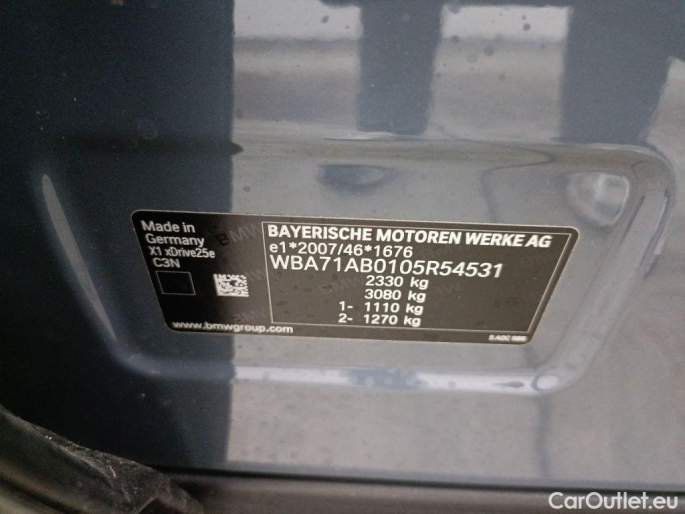 Made in
Germany
X1 xDrive25e
C3N
www.bmwgroup.com
BAYERISCHE MOTOREN WERKE AG
e1*2007/46*1676
WBA71AB0105R54531
2330 kg
3080 kg
1- 1110 kg
2- 1270 kg
CarOutlet.eu